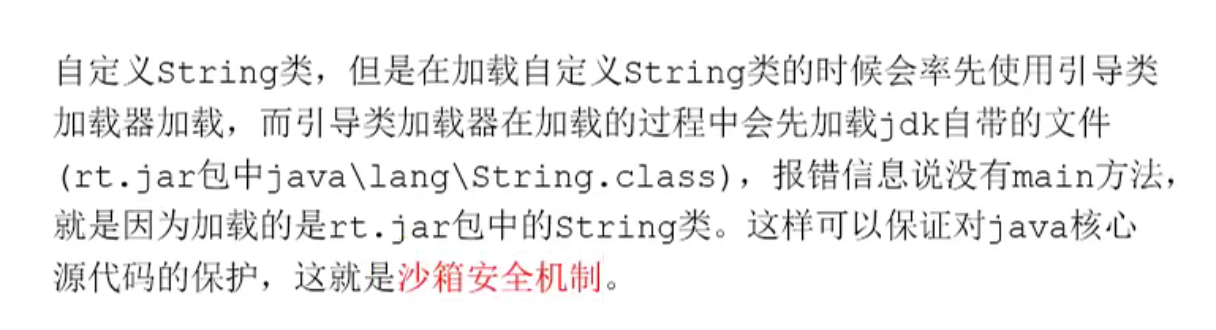 自定义String类，但是在加载自定义String类的时候会率先使用引导类
加载器加载，而引导类加载器在加载的过程中会先加载jdk自带的文件
(rt.jar包中java\lang\String.class)，报错信息说没有main方法，
就是因为加载的是rt.jar包中的String类。这样可以保证对java核心
源代码的保护，这就是沙箱安全机制。